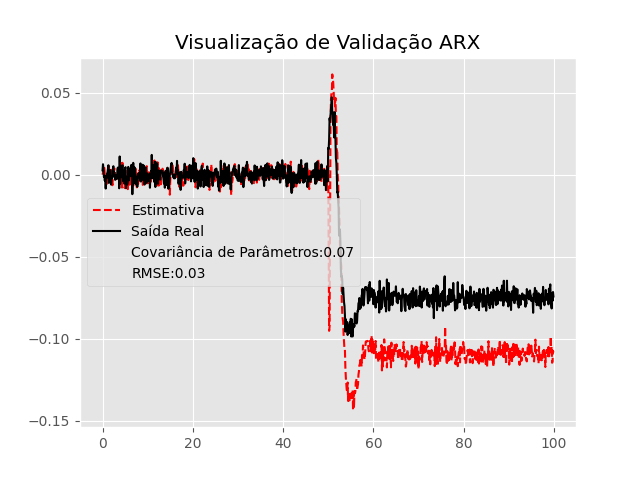 Visualização de Validação ARX
0.05
0.00
−0.05
−0.10
−0.15
Estimativa
Saída Real
Covariância de Parâmetros:0.07
RMSE:0.03
0 20 40 60 80 100